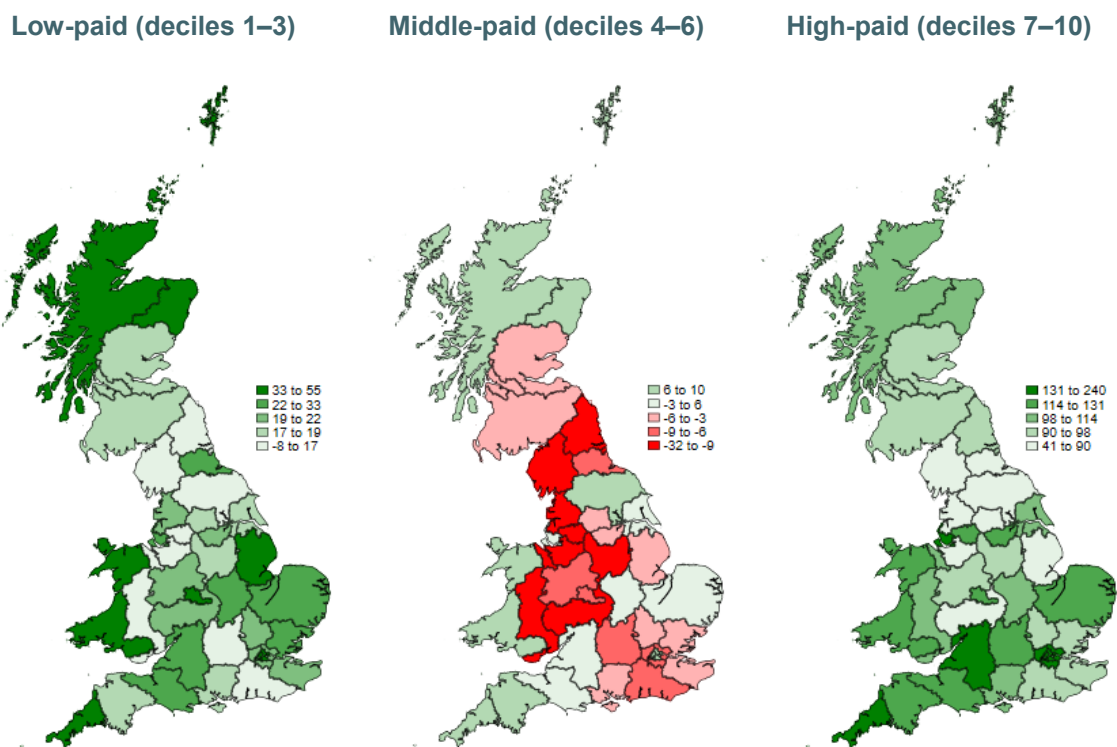 Low-paid (deciles 1–3)
Middle-paid (deciles 4–6)
High-paid (deciles 7–10)
33 to 55
22 to 33
19 to 22
17 to 19
-8 to 17
6 to 10
-3 to 6
-6 to -3
-9 to -6
-32 to -9
131 to 240
114 to 131
98 to 114
90 to 98
41 to 90